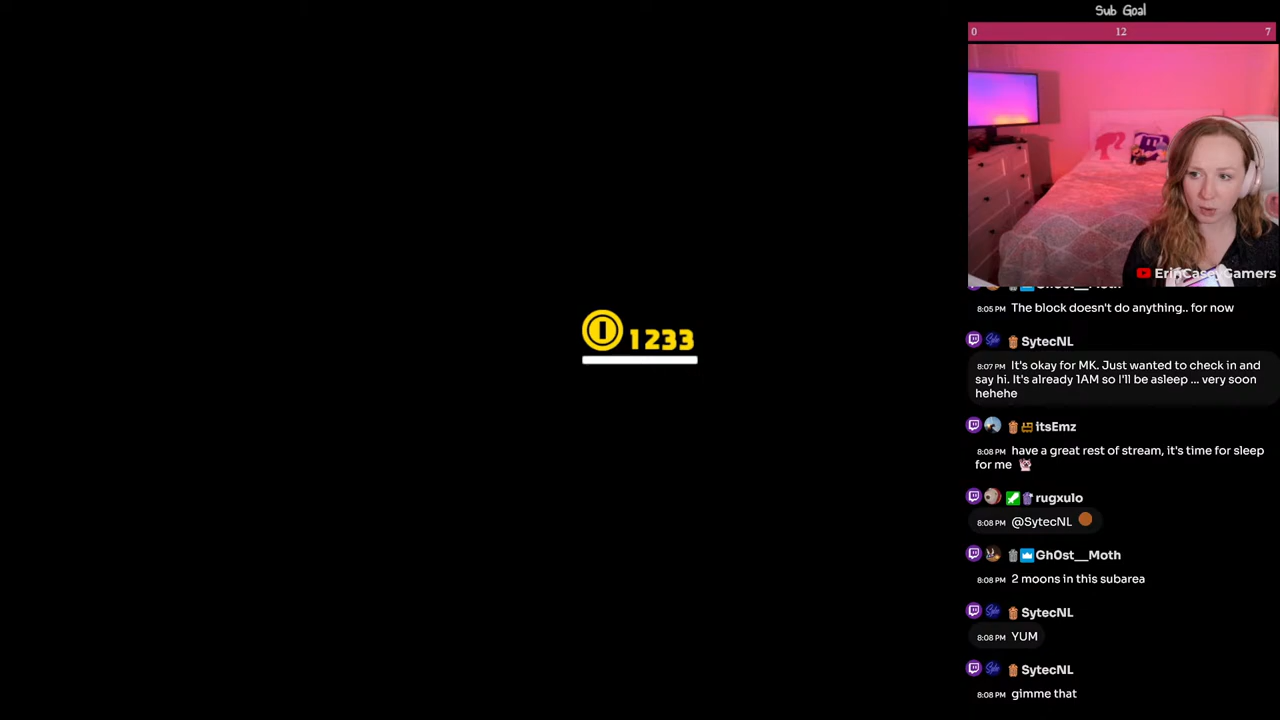 Sub Goal
0 12 7
ErinCaseyGamers
1233
8:05 PM The block doesn't do anything.. for now
SytecNL
8:07 PM It's okay for MK. Just wanted to check in and
say hi. It's already 1AM so I'll be asleep ... very soon
hehehe
itsEmz
8:08 PM have a great rest of stream, it's time for sleep
for me
rugxulo
8:08 PM @SytecNL
Gh0st__Moth
8:08 PM 2 moons in this subarea
SytecNL
8:08 PM YUM
SytecNL
8:08 PM gimme that